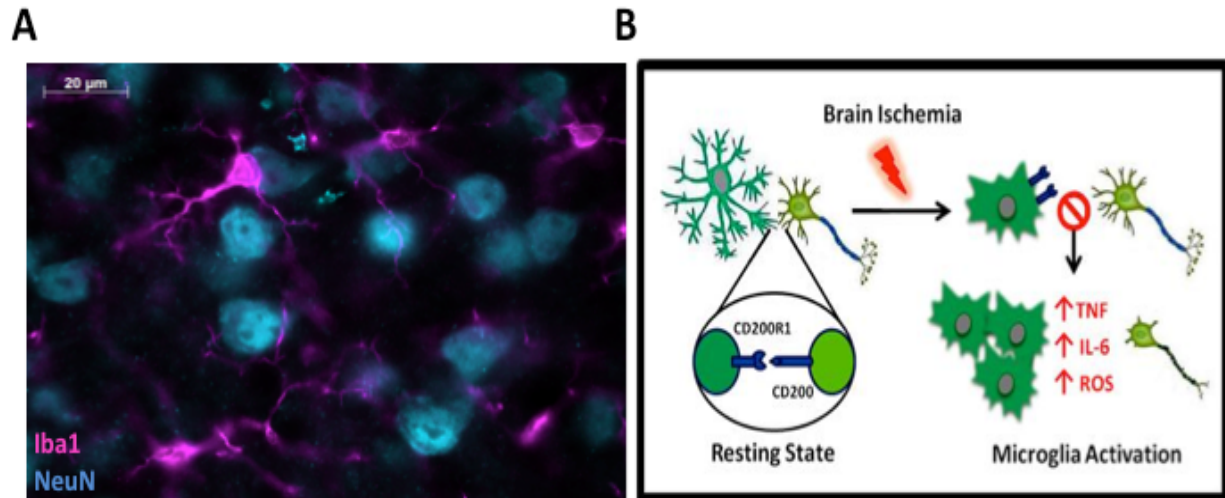 A
B
20 µm
Iba1
NeuN
Brain Ischemia
CD200R1
CD200
Resting State
↑ TNF
↑ IL-6
↑ ROS
Microglia Activation